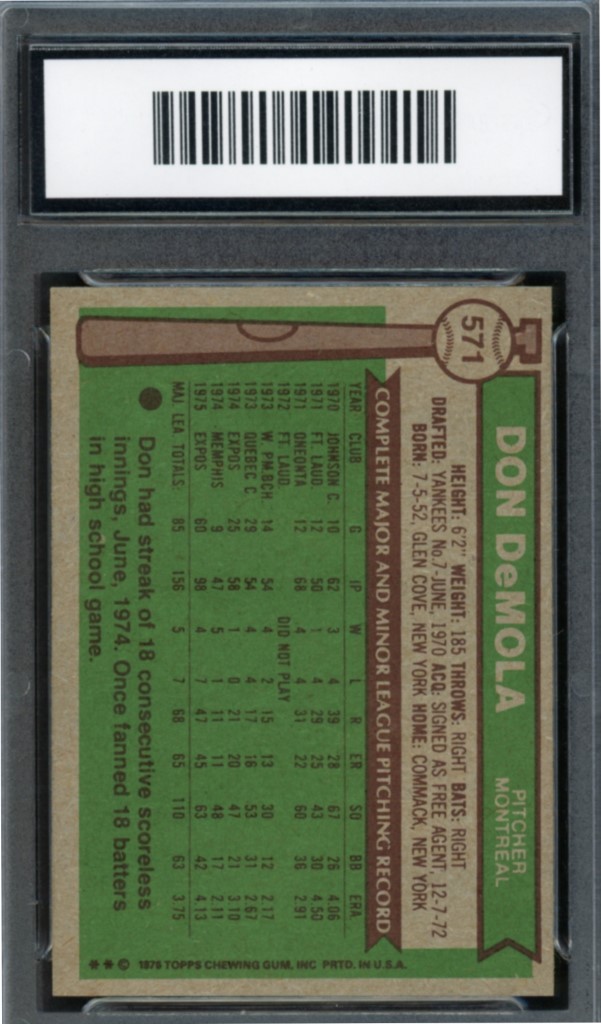 571
DON DeMOLA
PITCHER
MONTREAL
HEIGHT: 6'2" WEIGHT: 185 THROWS: RIGHT BATS: RIGHT
DRAFTED: YANKEES No.7-JUNE, 1970 ACQ: SIGNED AS FREE AGENT, 12-7-72
BORN: 7-5-52, GLEN COVE, NEW YORK HOME: COMMACK, NEW YORK
COMPLETE MAJOR AND MINOR LEAGUE PITCHING RECORD
YEAR CLUB G IP W L R ER SO BB ERA
1970 JOHNSON C. 10 62 3 4 39 28 67 26 4.06
1971 FT. LAUD. 12 50 1 4 29 25 43 30 4.50
1971 ONEONTA 12 68 4 4 31 22 60 36 2.91
1972 FT. LAUD. DID NOT PLAY
1973 W. PM.BCH. 14 54 4 2 15 13 30 12 2.17
1973 QUEBEC C. 29 54 4 4 17 16 53 31 2.67
1974 EXPOS 25 58 1 0 21 20 47 21 3.10
1974 MEMPHIS 9 47 5 1 11 11 48 17 2.11
1975 EXPOS 60 98 4 7 47 45 63 42 4.13
MAJ. LEA. TOTALS: 85 156 5 7 68 65 110 63 3.75
Don had streak of 18 consecutive scoreless
innings, June, 1974. Once fanned 18 batters
in high school game.
** © 1976 TOPPS CHEWING GUM, INC. PRTD. IN U.S.A.